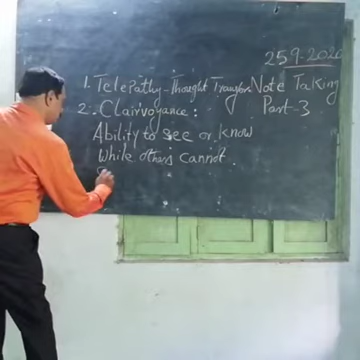 25 9-2020
1. Telepathy - Thought Transfer. Note Taking
2. Clairvoyance : Part-3
Ability to see or know
while others cannot.